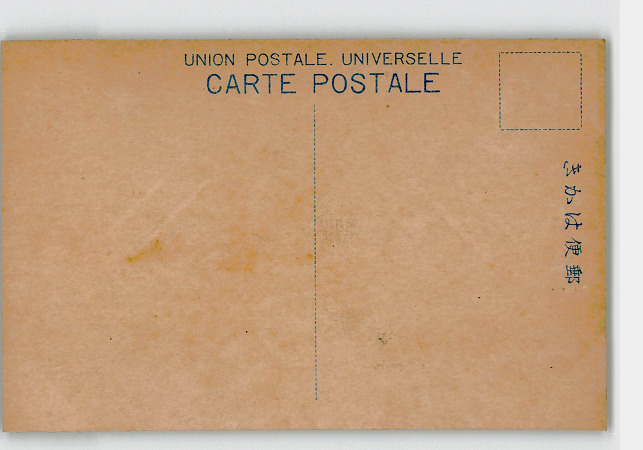 UNION POSTALE. UNIVERSELLE
CARTE POSTALE
郵便はかき